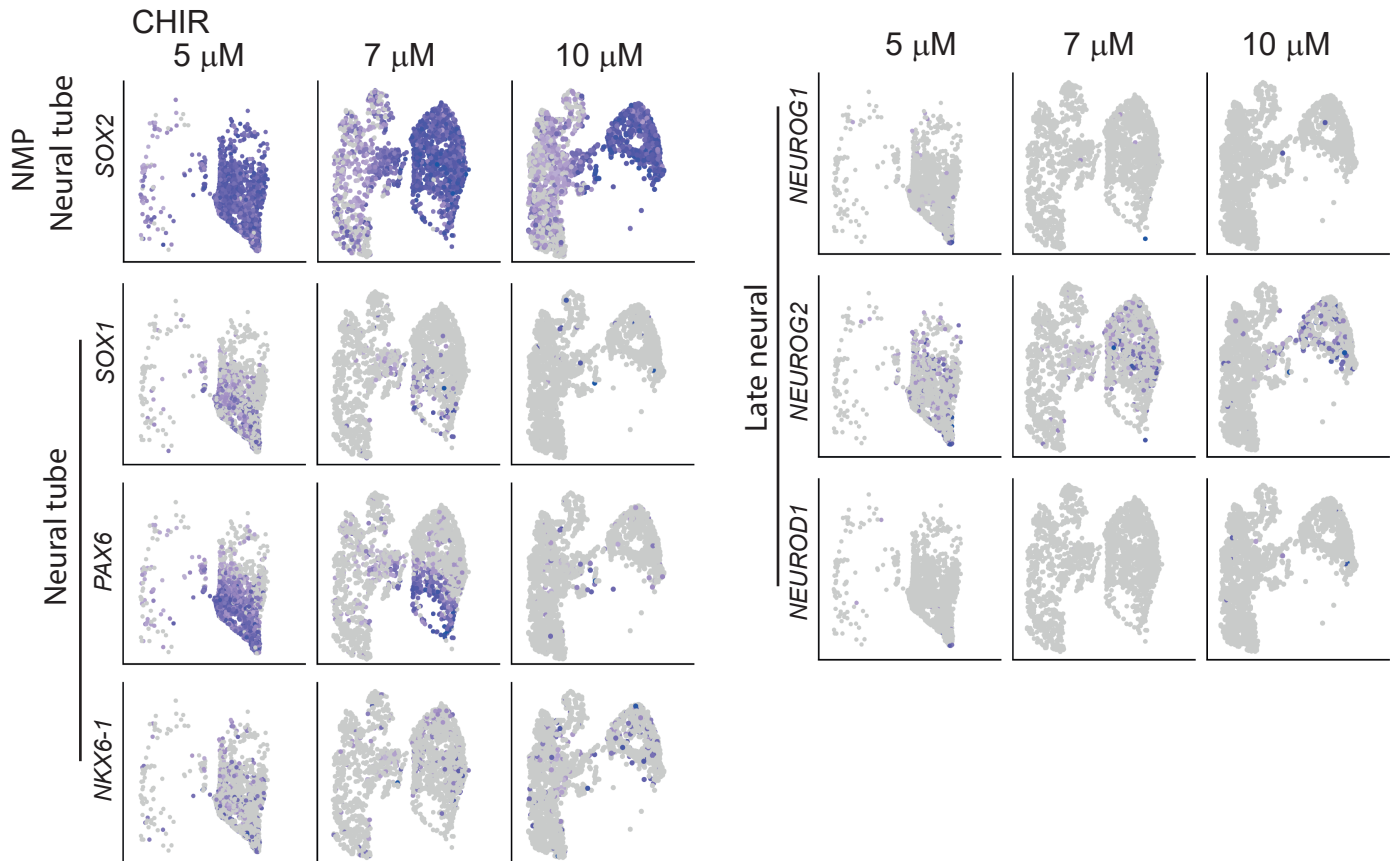 CHIR
5 μM 7 μM 10 μM
NMP
Neural tube
SOX2
Neural tube
SOX1
PAX6
NKX6-1
5 μM 7 μM 10 μM
Late neural
NEUROG1
NEUROG2
NEUROD1